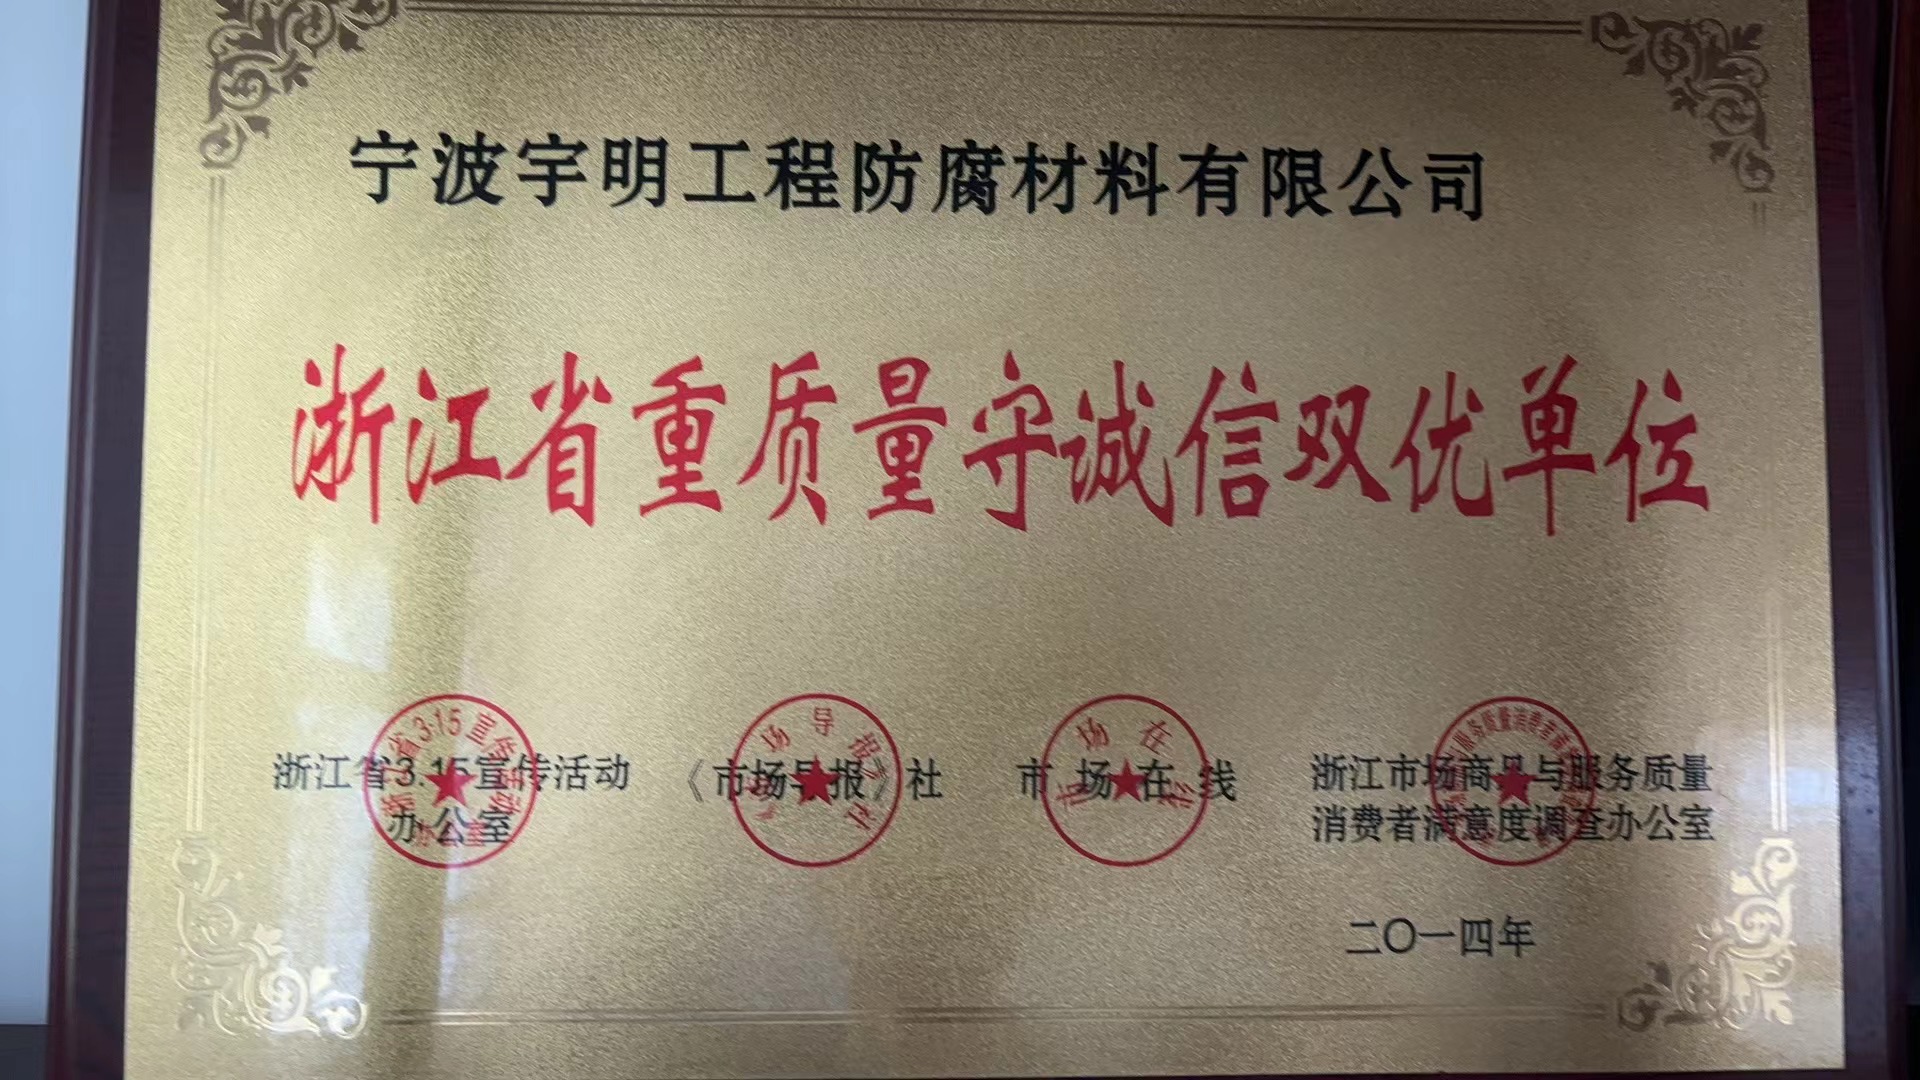 宁波宇明工程防腐材料有限公司
浙江省重质量守诚信双优单位
浙江省3.15宣传活动
办公室
《市场导报》社
市场在线
浙江市场商品与服务质量
消费者满意度调查办公室
二〇一四年